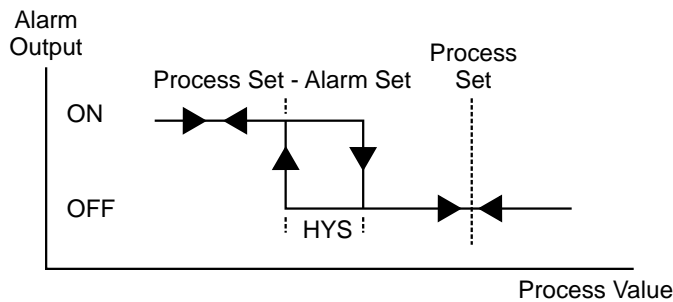 Alarm
Output
Process
Set
Process Set - Alarm Set
ON
OFF
HYS
Process Value